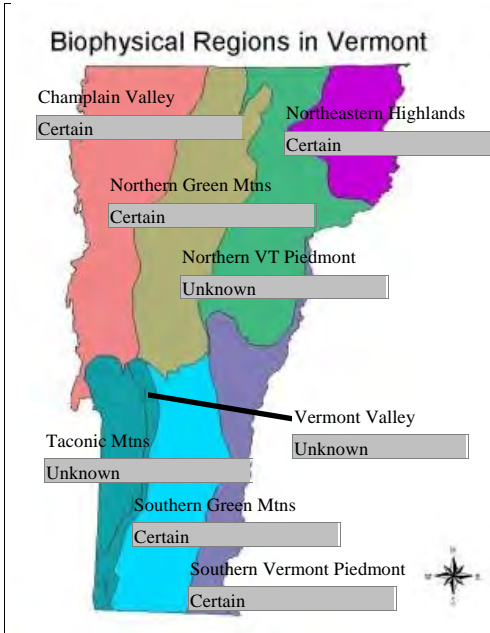 Biophysical Regions in Vermont
Champlain Valley
Certain
Northeastern Highlands
Certain
Northern Green Mtns
Certain
Northern VT Piedmont
Unknown
Vermont Valley
Unknown
Taconic Mtns
Unknown
Southern Green Mtns
Certain
Southern Vermont Piedmont
Certain